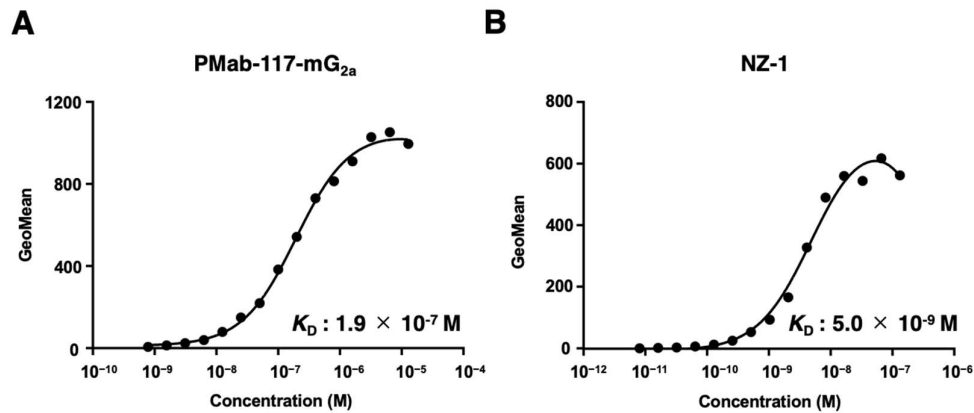 A
PMab-117-mG2a
1200
800
400
0
GeoMean
KD : 1.9 × 10-7 M
10−10 10−9 10−8 10−7 10−6 10−5 10−4
Concentration (M)
B
NZ-1
800
600
400
200
0
GeoMean
KD : 5.0 × 10-9 M
10−12 10−11 10−10 10−9 10−8 10−7 10−6
Concentration (M)